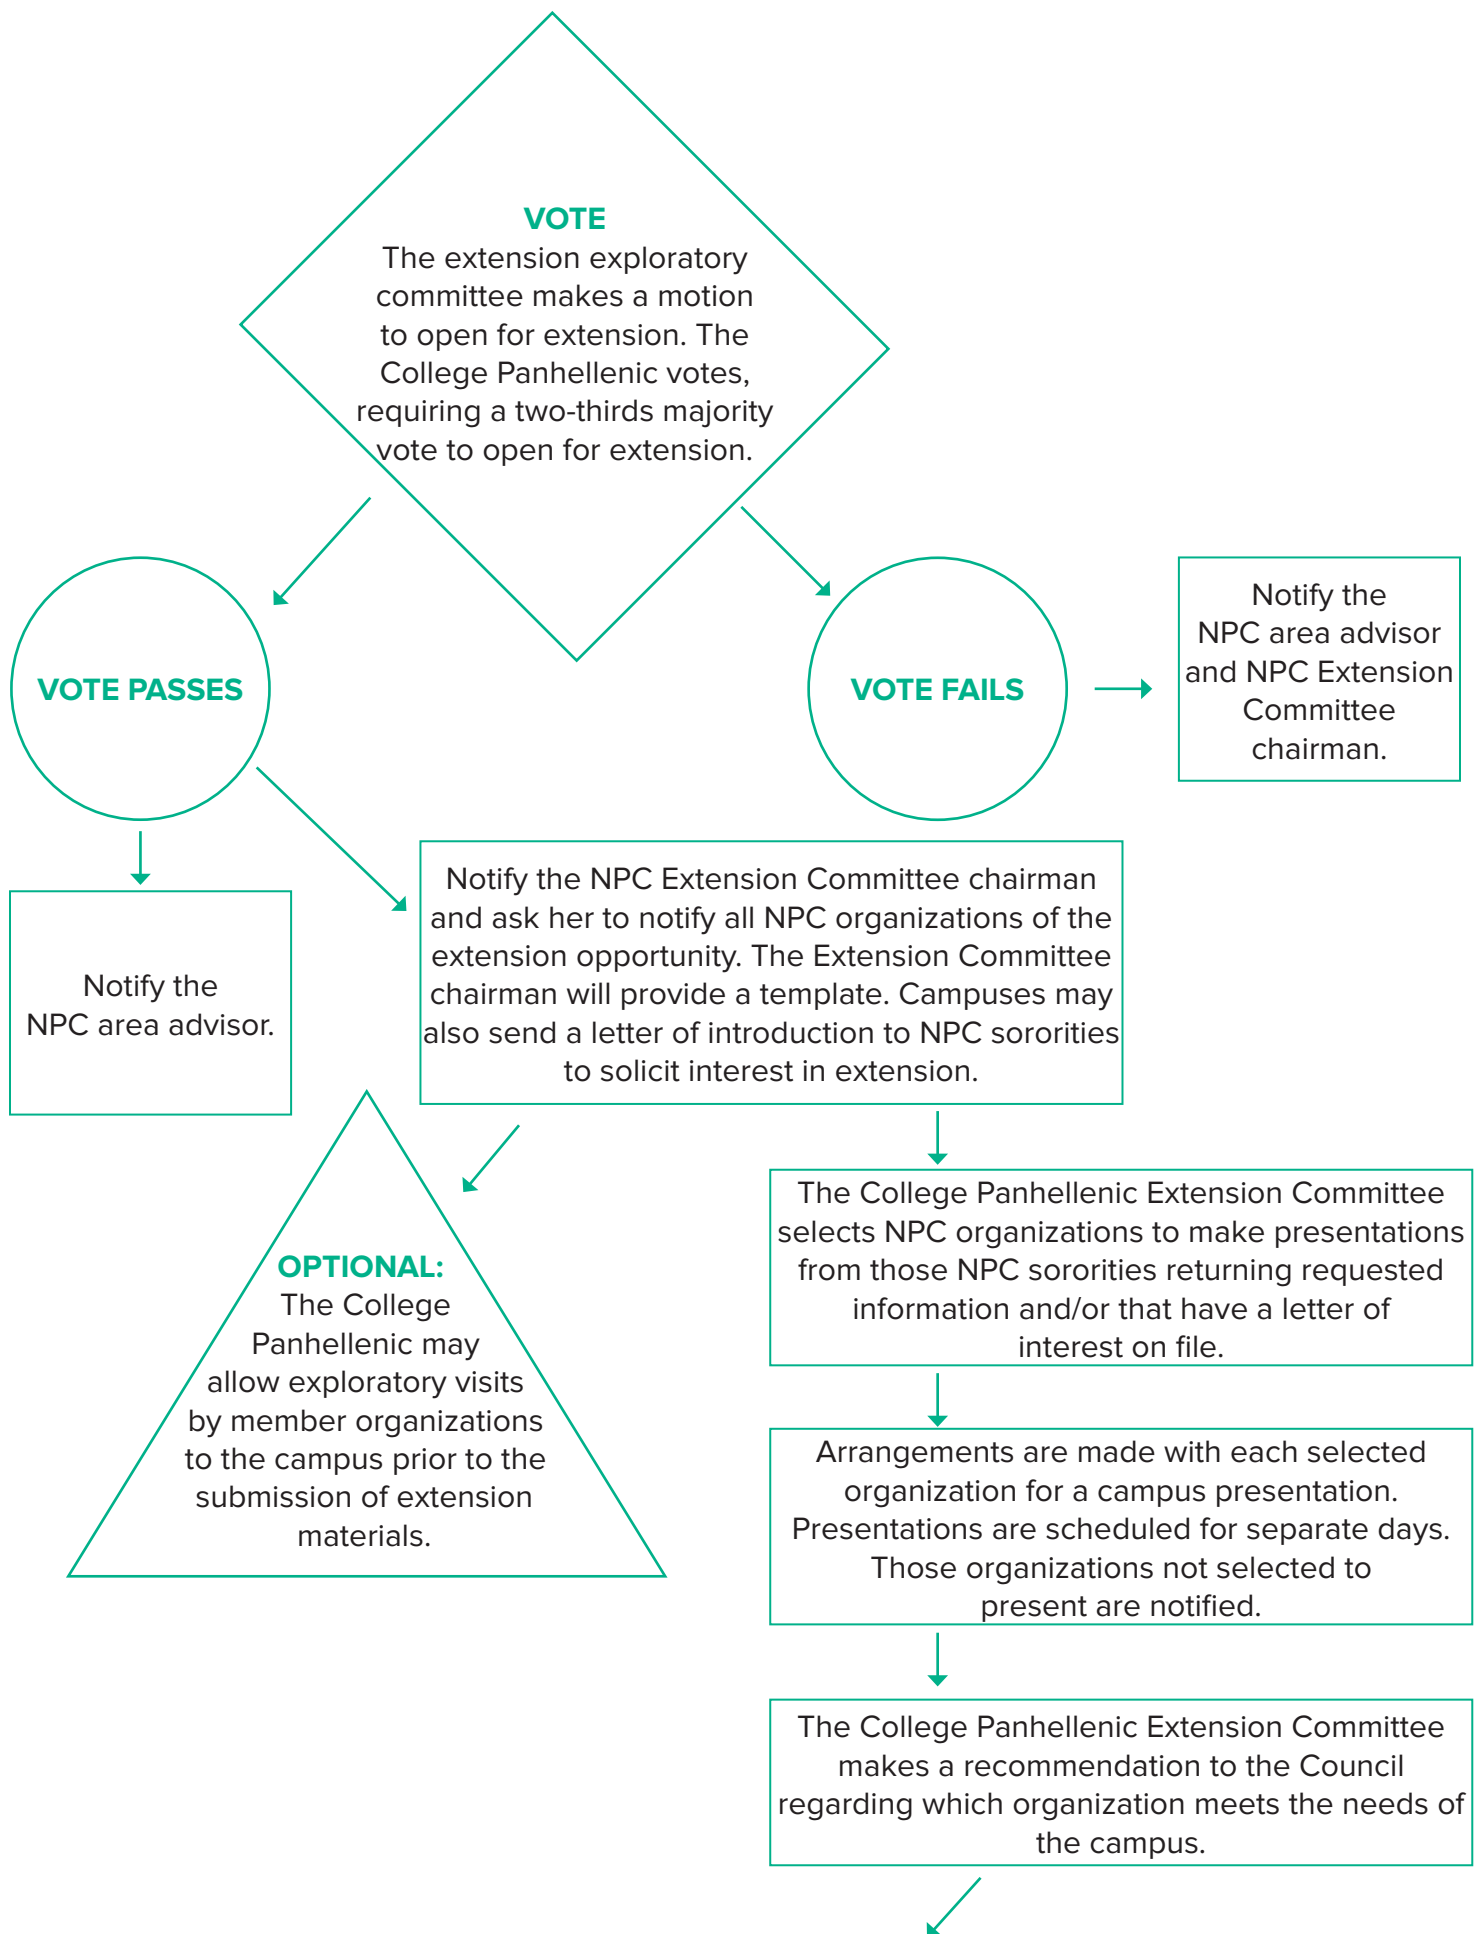 VOTE
The extension exploratory
committee makes a motion
to open for extension. The
College Panhellenic votes,
requiring a two-thirds majority
vote to open for extension.
VOTE PASSES
VOTE FAILS
Notify the
NPC area advisor
and NPC Extension
Committee
chairman.
Notify the
NPC area advisor.
Notify the NPC Extension Committee chairman
and ask her to notify all NPC organizations of the
extension opportunity. The Extension Committee
chairman will provide a template. Campuses may
also send a letter of introduction to NPC sororities
to solicit interest in extension.
OPTIONAL:
The College
Panhellenic may
allow exploratory visits
by member organizations
to the campus prior to the
submission of extension
materials.
The College Panhellenic Extension Committee
selects NPC organizations to make presentations
from those NPC sororities returning requested
information and/or that have a letter of
interest on file.
Arrangements are made with each selected
organization for a campus presentation.
Presentations are scheduled for separate days.
Those organizations not selected to
present are notified.
The College Panhellenic Extension Committee
makes a recommendation to the Council
regarding which organization meets the needs of
the campus.